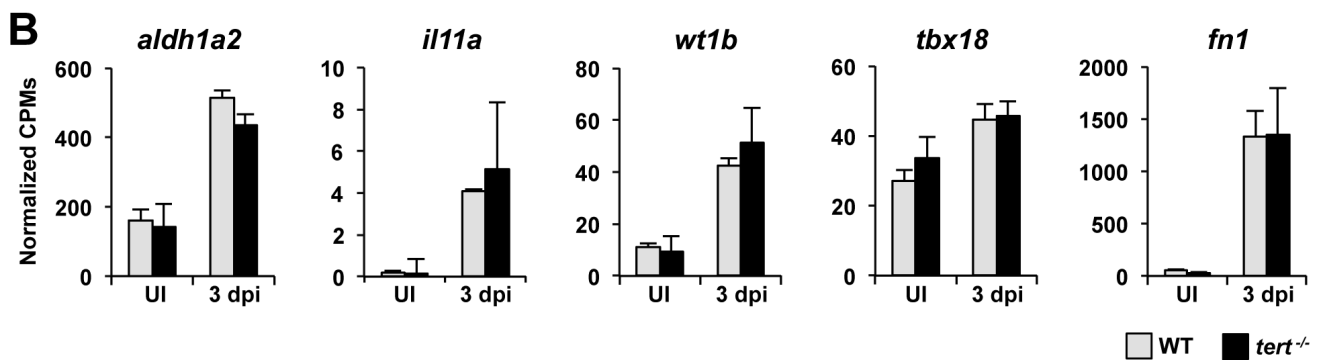 B
aldh1a2 il11a wt1b tbx18 fn1
Normalized CPMs
600 10 80 60 2000
400 8 60 40 1500
200 6 40 20 1000
0 4 20 0 500
2 0 0
0
UI 3 dpi UI 3 dpi UI 3 dpi UI 3 dpi UI 3 dpi
WT tert-/-